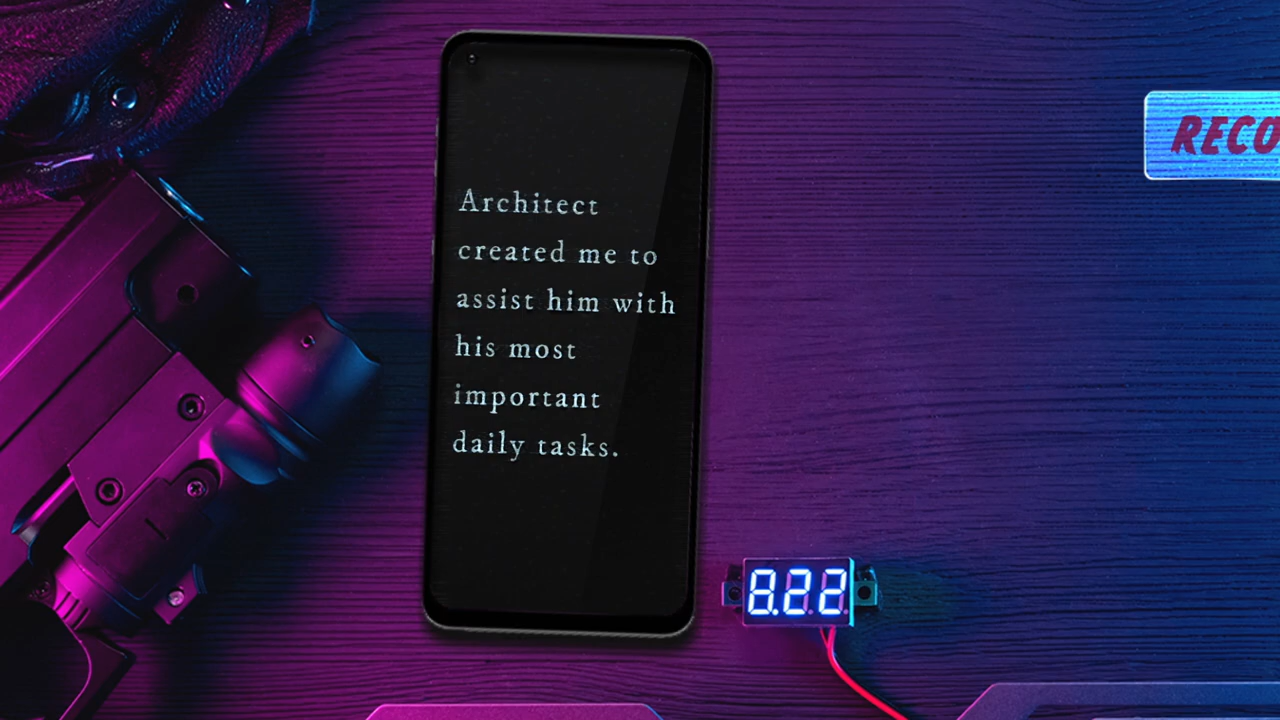 Architect
created me to
assist him with
his most
important
daily tasks.
RECO
8.22